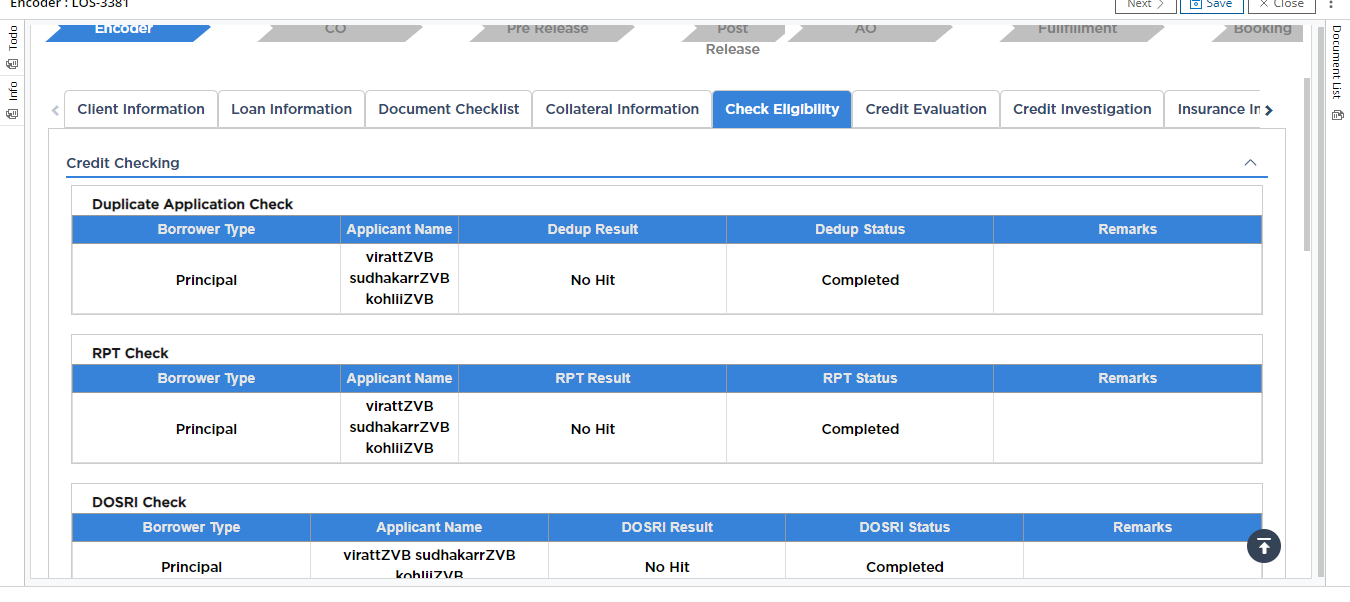 Encoder : LOS-3381
Next
Save
Close
Todo
Info
Encoder
CO
Pre Release
Post
Release
AO
Fulfillment
Booking
Document List
Client Information
Loan Information
Document Checklist
Collateral Information
Check Eligibility
Credit Evaluation
Credit Investigation
Insurance In
Credit Checking
Duplicate Application Check
Borrower Type Applicant Name Dedup Result Dedup Status Remarks
virattZVB
Principal sudhakarrZVB No Hit Completed
kohliiZVB
RPT Check
Borrower Type Applicant Name RPT Result RPT Status Remarks
virattZVB
Principal sudhakarrZVB No Hit Completed
kohliiZVB
DOSRI Check
Borrower Type Applicant Name DOSRI Result DOSRI Status Remarks
virattZVB sudhakarrZVB
Principal kohliiZVB No Hit Completed